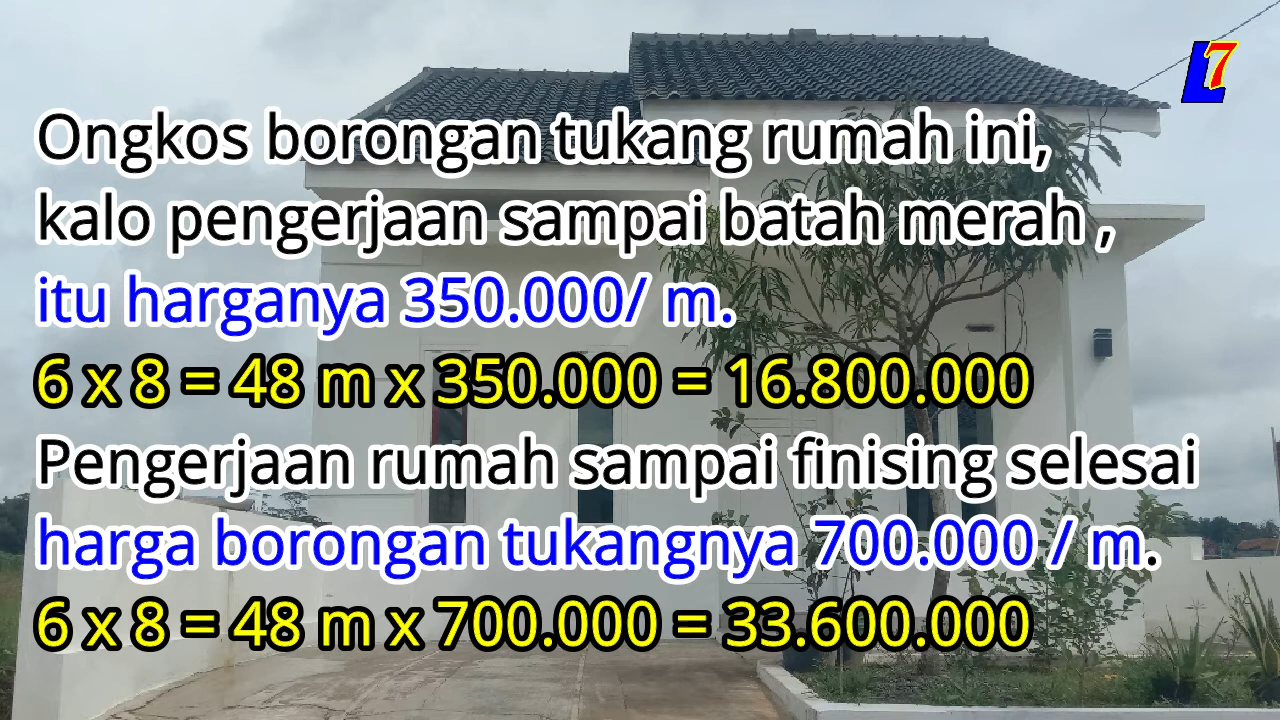 L7
Ongkos borongan tukang rumah ini,
kalo pengerjaan sampai batah merah ,
itu harganya 350.000/ m.
6 x 8 = 48 m x 350.000 = 16.800.000
Pengerjaan rumah sampai finising selesai
harga borongan tukangnya 700.000 / m.
6 x 8 = 48 m x 700.000 = 33.600.000